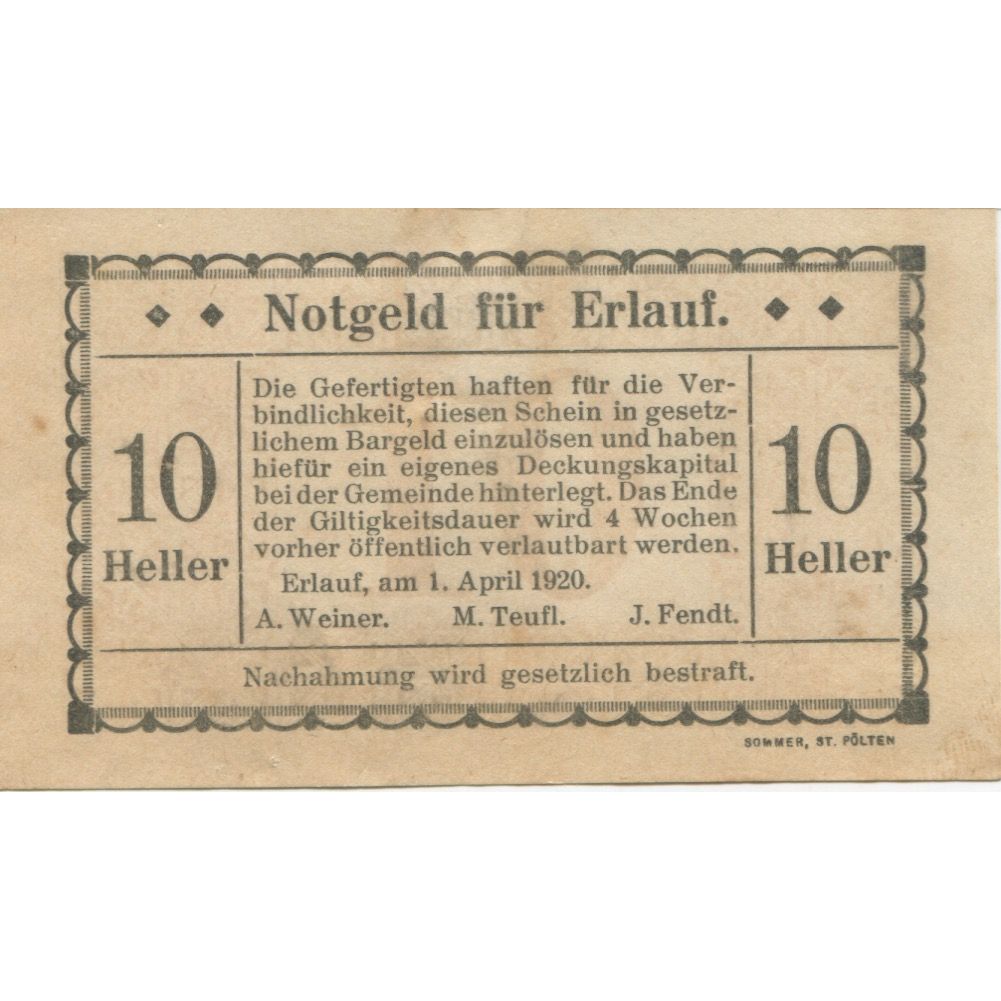 Notgeld für Erlauf.
10
Heller
Die Gefertigten haften für die Ver-
bindlichkeit, diesen Schein in gesetz-
lichem Bargeld einzulösen und haben
hiefür ein eigenes Deckungskapital
bei der Gemeinde hinterlegt. Das Ende
der Giltigkeitsdauer wird 4 Wochen
vorher öffentlich verlautbart werden.
Erlauf, am 1. April 1920.
A. Weiner. M. Teufl. J. Fendt.
10
Heller
Nachahmung wird gesetzlich bestraft.
SOMMER, ST. PÖLTEN